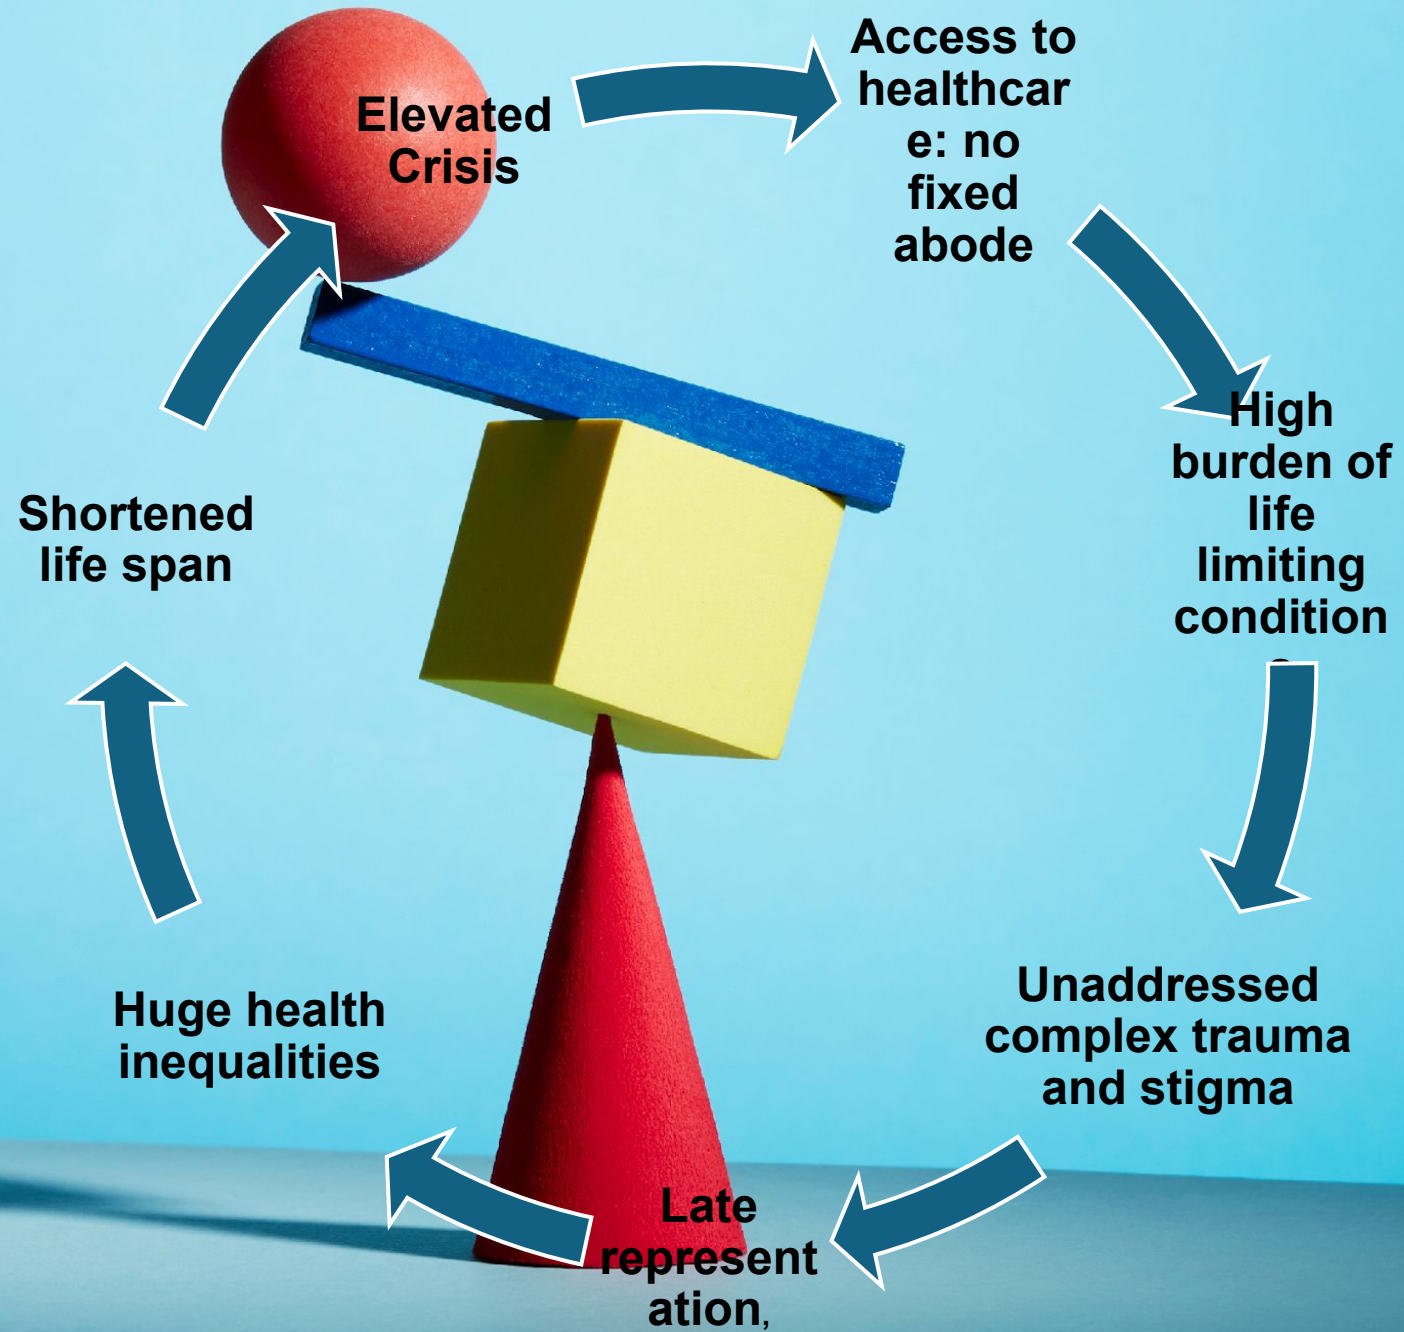 Elevated
Crisis
Access to
healthcar
e: no
fixed
abode
High
burden of
life
limiting
condition
Unaddressed
complex trauma
and stigma
Late
represent
ation,
Huge health
inequalities
Shortened
life span